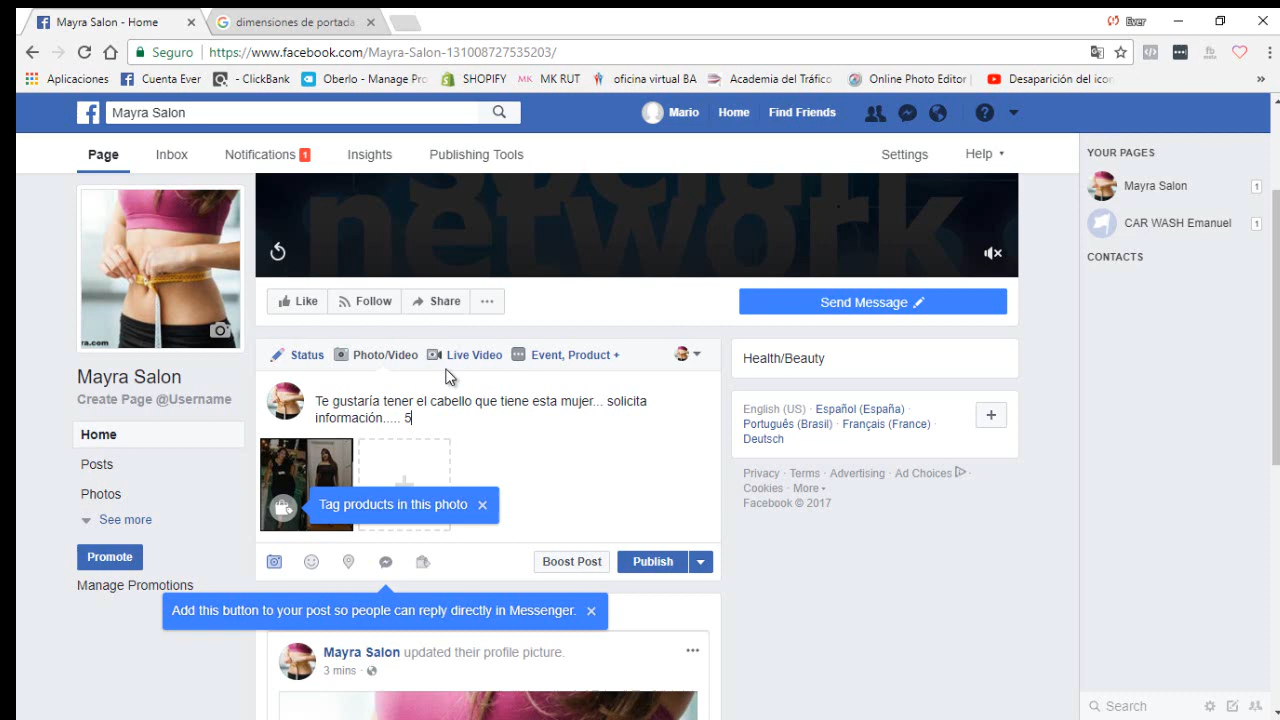 Mayra Salon - Home
dimensiones de portada
Ever
Seguro
https://www.facebook.com/Mayra-Salon-131008727535203/
Aplicaciones
Cuenta Ever
- ClickBank
Oberlo - Manage Pro
SHOPIFY
MK MK RUT
oficina virtual BA
Academia del Tráfico
Online Photo Editor |
Desaparición del icon
»
Mayra Salon
Mario
Home
Find Friends
Page
Inbox
Notifications 1
Insights
Publishing Tools
Settings
Help
YOUR PAGES
Mayra Salon 1
CAR WASH Emanuel 1
CONTACTS
social
network
ra.com
Like
Follow
Share
Send Message
Mayra Salon
Create Page @Username
Home
Posts
Photos
See more
Promote
Manage Promotions
Status
Photo/Video
Live Video
Event, Product +
Te gustaría tener el cabello que tiene esta mujer... solicita
información..... 5
Tag products in this photo
Boost Post
Publish
Add this button to your post so people can reply directly in Messenger.
Mayra Salon updated their profile picture.
3 mins ·
Health/Beauty
English (US) · Español (España) ·
Português (Brasil) · Français (France) ·
Deutsch
Privacy · Terms · Advertising · Ad Choices ·
Cookies · More
Facebook © 2017
Search